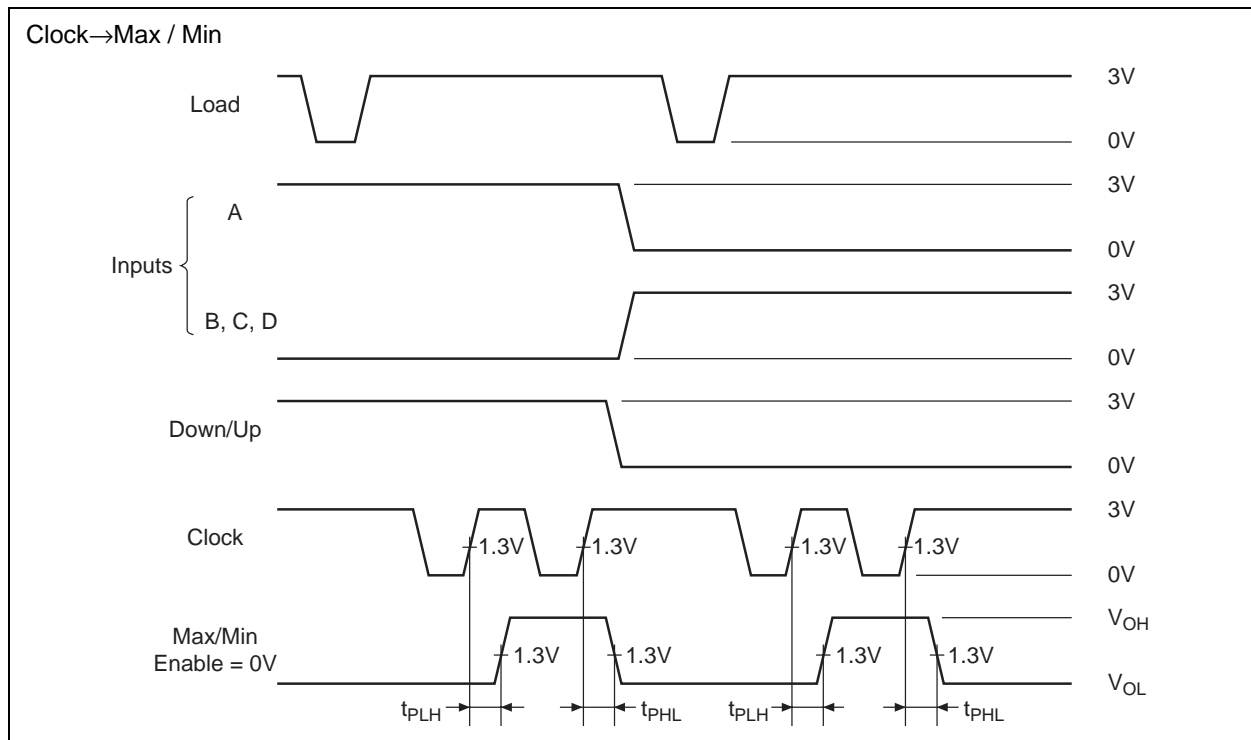 Clock→Max / Min
Load
3V
0V
Inputs
A
3V
0V
B, C, D
3V
0V
Down/Up
3V
0V
Clock
1.3V
1.3V
1.3V
1.3V
3V
0V
Max/Min
Enable = 0V
1.3V
1.3V
1.3V
1.3V
VOH
VOL
tPLH
tPHL
tPLH
tPHL